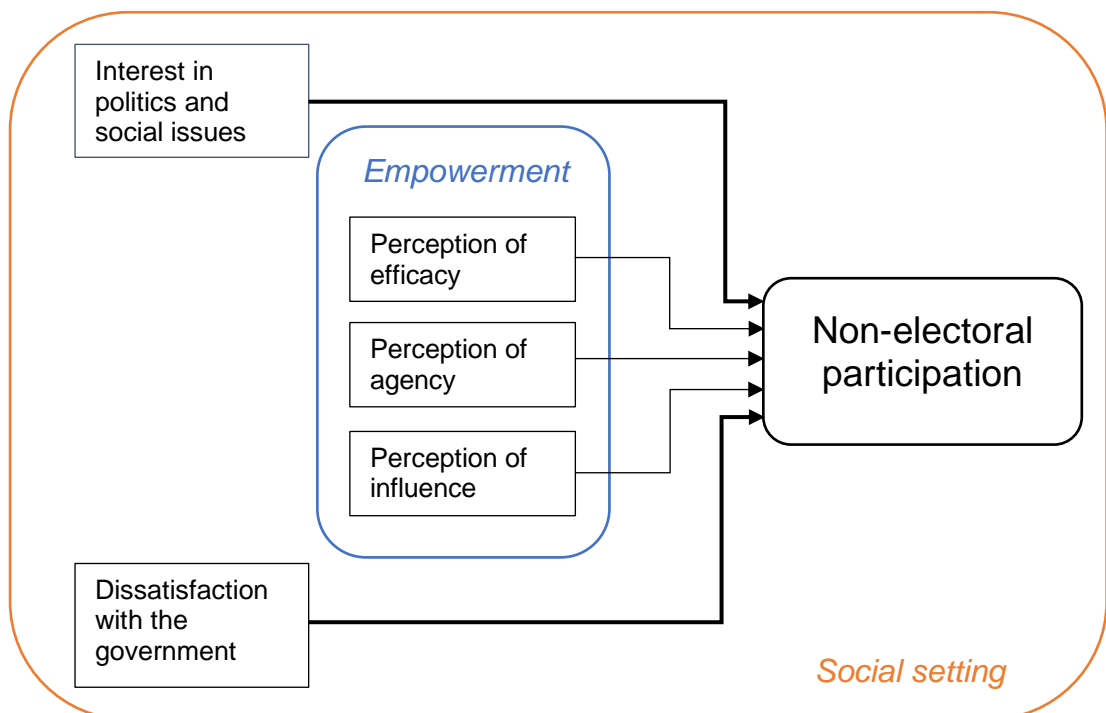 Interest in
politics and
social issues
Empowerment
Perception of
efficacy
Perception of
agency
Perception of
influence
Non-electoral
participation
Dissatisfaction
with the
government
Social setting